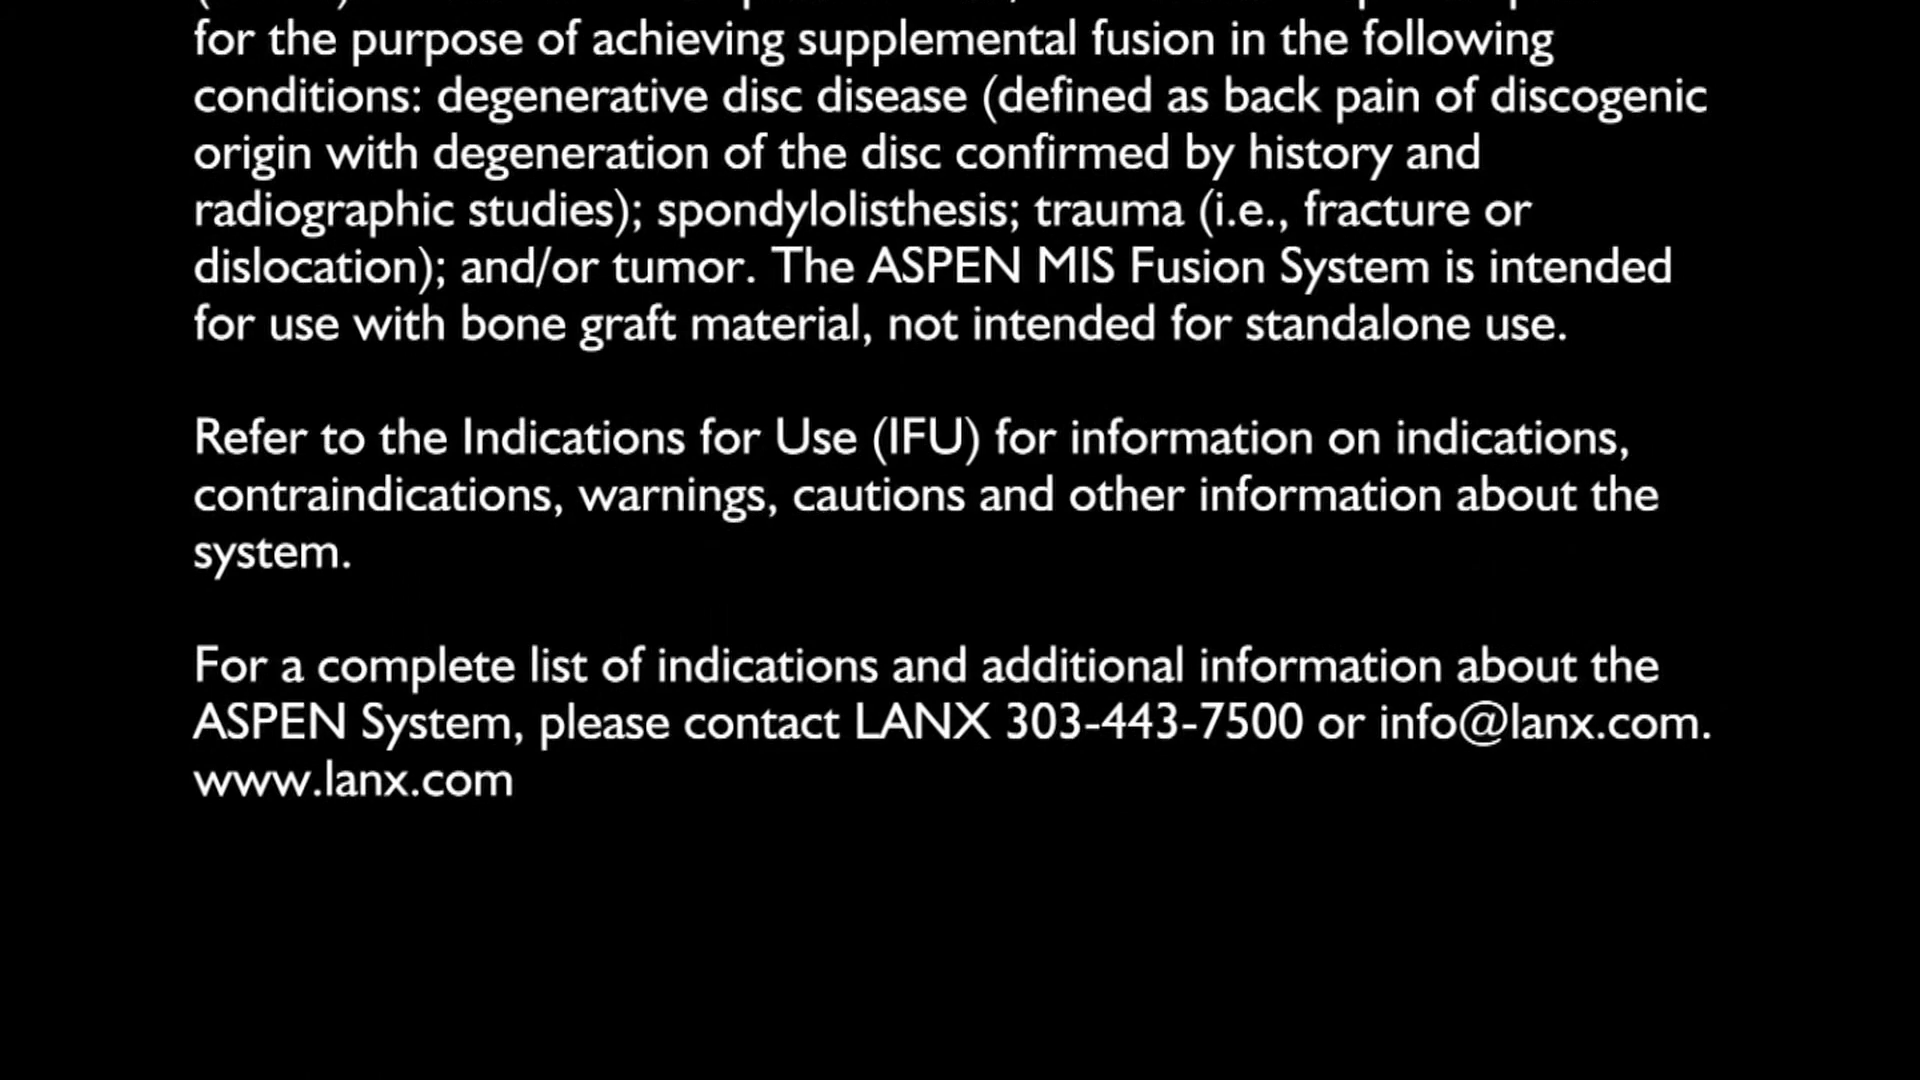 for the purpose of achieving supplemental fusion in the following
conditions: degenerative disc disease (defined as back pain of discogenic
origin with degeneration of the disc confirmed by history and
radiographic studies); spondylolisthesis; trauma (i.e., fracture or
dislocation); and/or tumor. The ASPEN MIS Fusion System is intended
for use with bone graft material, not intended for standalone use.
Refer to the Indications for Use (IFU) for information on indications,
contraindications, warnings, cautions and other information about the
system.
For a complete list of indications and additional information about the
ASPEN System, please contact LANX 303-443-7500 or info@lanx.com.
www.lanx.com